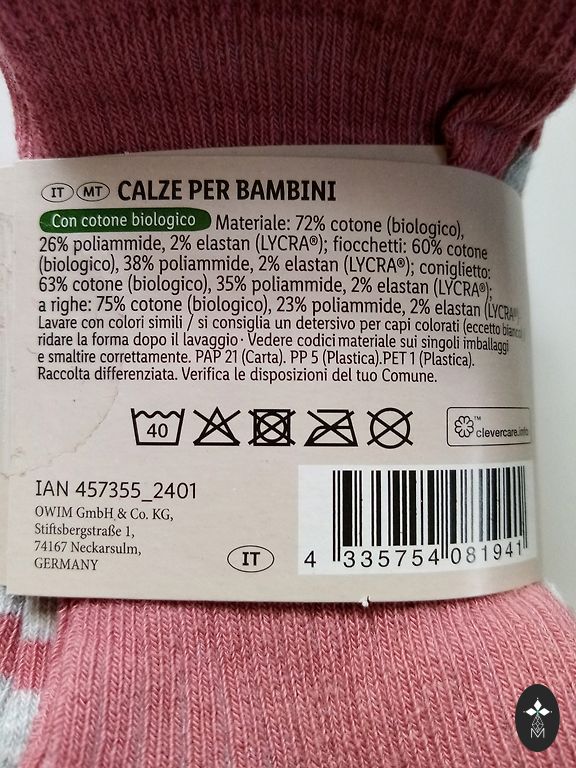 IT MT CALZE PER BAMBINI
Con cotone biologico Materiale: 72% cotone (biologico),
26% poliammide, 2% elastan (LYCRA®); fiocchetti: 60% cotone
(biologico), 38% poliammide, 2% elastan (LYCRA®); coniglietto:
63% cotone (biologico), 35% poliammide, 2% elastan (LYCRA®);
a righe: 75% cotone (biologico), 23% poliammide, 2% elastan (LYCRA®).
Lavare con colori simili / si consiglia un detersivo per capi colorati (eccetto bianco)
ridare la forma dopo il lavaggio · Vedere codici materiale sui singoli imballaggi
e smaltire correttamente. PAP 21 (Carta). PP 5 (Plastica).PET 1 (Plastica).
Raccolta differenziata. Verifica le disposizioni del tuo Comune.
40
clevercare.info
TM
IAN 457355_2401
OWIM GmbH & Co. KG,
Stiftsbergstraße 1,
74167 Neckarsulm,
GERMANY
IT
4 335754 081941
M